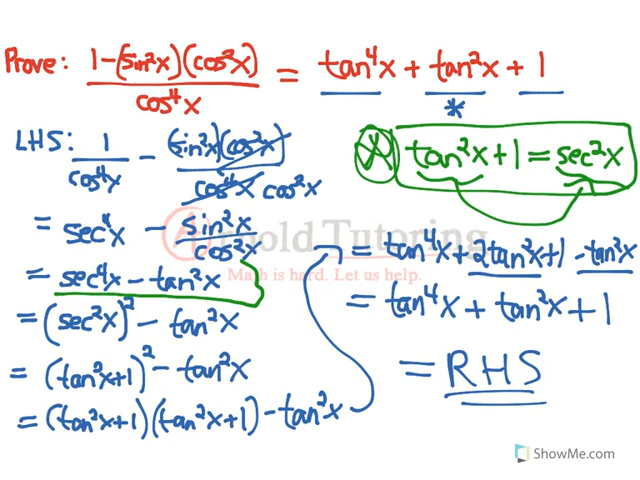 Prove: 1-(sin²x)(cos²x) / cos⁴x = tan⁴x + tan²x + 1
*
LHS: 1/cos⁴x - (sin²x)(cos²x) / cos⁴x cos²x
= sec⁴x - sin²x/cos²x
= sec⁴x - tan²x
= (sec²x)² - tan²x
= (tan²x+1)² - tan²x
= (tan²x+1)(tan²x+1) - tan²x
* tan²x+1 = sec²x
= tan⁴x + 2tan²x+1 - tan²x
= tan⁴x + tan²x + 1
= RHS
Arnold Tutoring
Math is hard. Let us help.
ShowMe.com